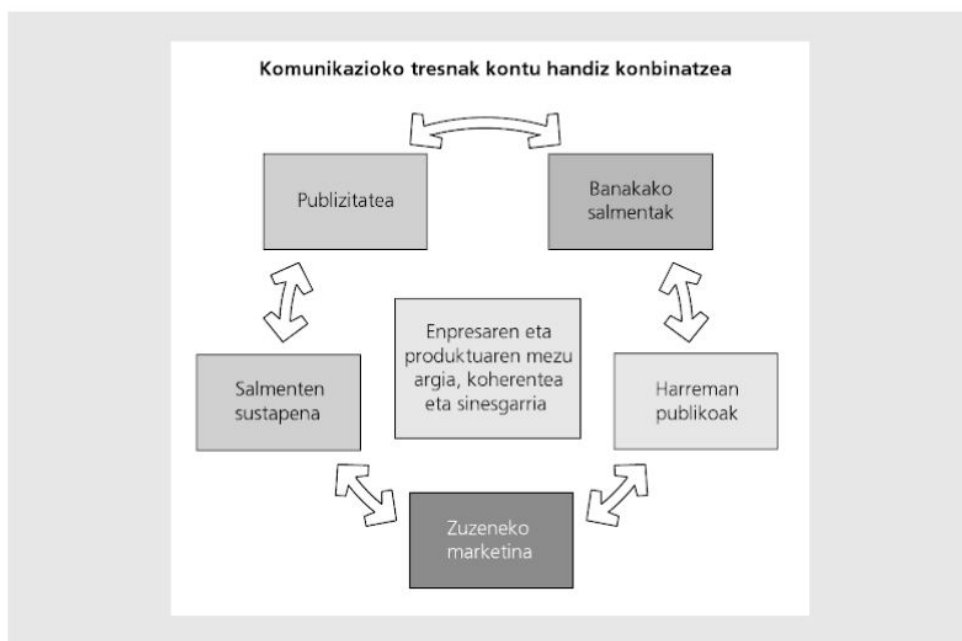 Komunikazioko tresnak kontu handiz konbinatzea
Publizitatea
Banakako
salmentak
Enpresaren eta
produktuaren mezu
argia, koherentea
eta sinesgarria
Salmenten
sustapena
Harreman
publikoak
Zuzeneko
marketina